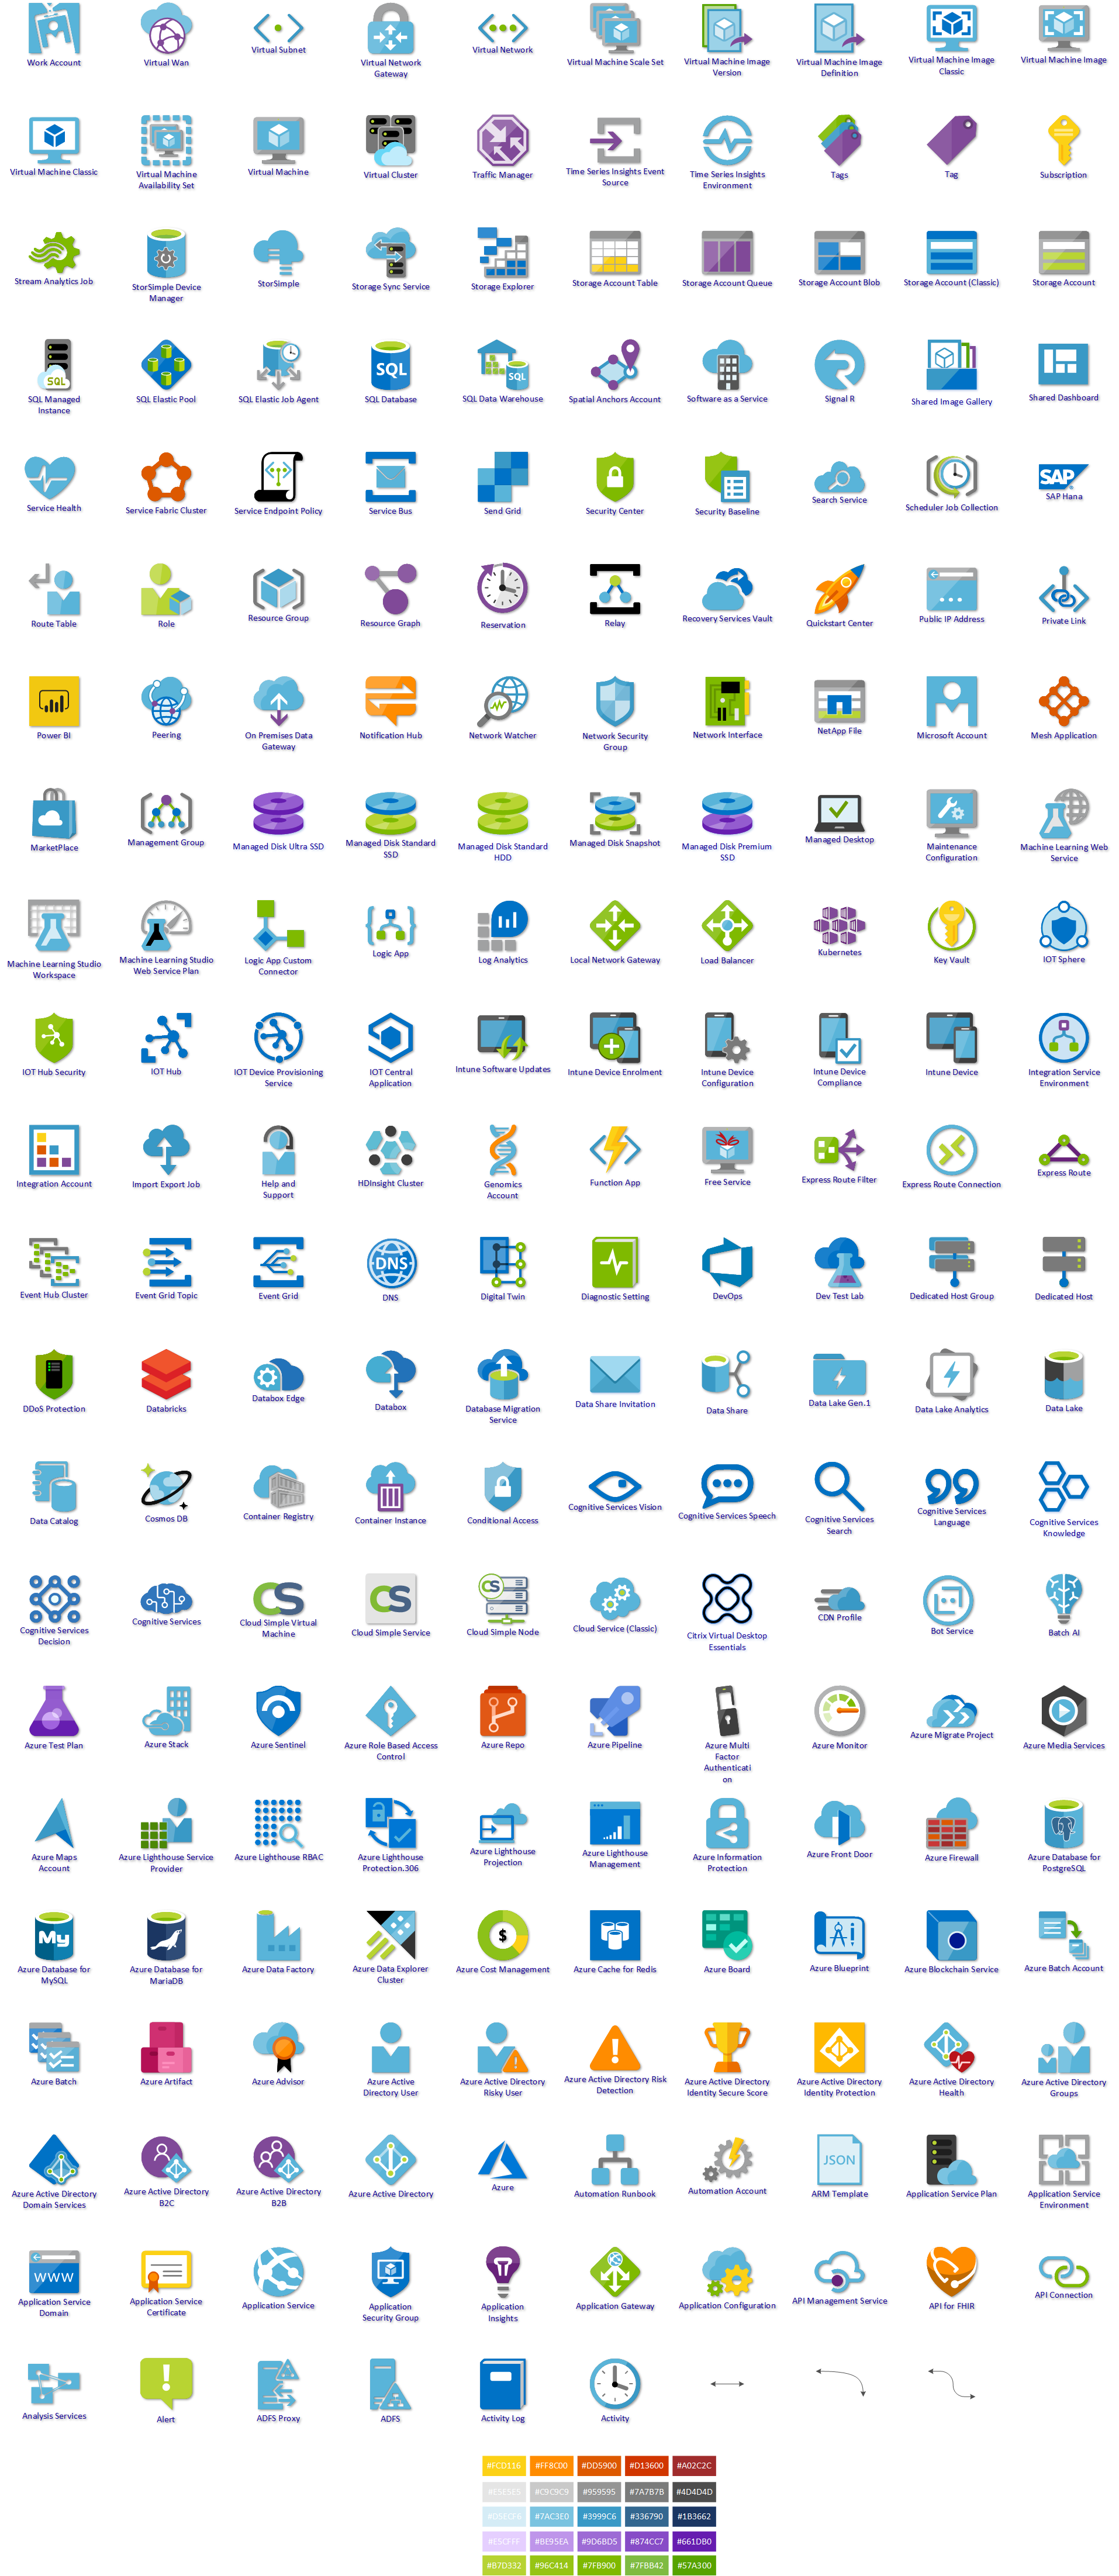 Work Account
Virtual Wan
Virtual Subnet
Virtual Network
Gateway
Virtual Network
Virtual Machine Scale Set
Virtual Machine Image
Version
Virtual Machine Image
Definition
Virtual Machine Image
Classic
Virtual Machine Image
Virtual Machine Classic
Virtual Machine
Availability Set
Virtual Machine
Virtual Cluster
Traffic Manager
Time Series Insights Event
Source
Time Series Insights
Environment
Tags
Tag
Subscription
Stream Analytics Job
StorSimple Device
Manager
StorSimple
Storage Sync Service
Storage Explorer
Storage Account Table
Storage Account Queue
Storage Account Blob
Storage Account (Classic)
Storage Account
SQL
SQL Managed
Instance
SQL Elastic Pool
SQL Elastic Job Agent
SQL
SQL Database
SQL
SQL Data Warehouse
Spatial Anchors Account
Software as a Service
Signal R
Shared Image Gallery
Shared Dashboard
Service Health
Service Fabric Cluster
Service Endpoint Policy
Service Bus
Send Grid
Security Center
Security Baseline
Search Service
Scheduler Job Collection
SAP
SAP Hana
Route Table
Role
Resource Group
Resource Graph
Reservation
Relay
Recovery Services Vault
Quickstart Center
Public IP Address
Private Link
Power BI
Peering
On Premises Data
Gateway
Notification Hub
Network Watcher
Network Security
Group
Network Interface
NetApp File
Microsoft Account
Mesh Application
MarketPlace
Management Group
Managed Disk Ultra SSD
Managed Disk Standard
SSD
Managed Disk Standard
HDD
Managed Disk Snapshot
Managed Disk Premium
SSD
Managed Desktop
Maintenance
Configuration
Machine Learning Web
Service
Machine Learning Studio
Workspace
Machine Learning Studio
Web Service Plan
Logic App Custom
Connector
Logic App
Log Analytics
Local Network Gateway
Load Balancer
Kubernetes
Key Vault
IOT Sphere
IOT Hub Security
IOT Hub
IOT Device Provisioning
Service
IOT Central
Application
Intune Software Updates
Intune Device Enrolment
Intune Device
Configuration
Intune Device
Compliance
Intune Device
Integration Service
Environment
Integration Account
Import Export Job
Help and
Support
HDInsight Cluster
Genomics
Account
Function App
Free Service
Express Route Filter
Express Route Connection
Express Route
Event Hub Cluster
Event Grid Topic
Event Grid
DNS
DNS
Digital Twin
Diagnostic Setting
DevOps
Dev Test Lab
Dedicated Host Group
Dedicated Host
DDoS Protection
Databricks
Databox Edge
Databox
Database Migration
Service
Data Share Invitation
Data Share
Data Lake Gen.1
Data Lake Analytics
Data Lake
Data Catalog
Cosmos DB
Container Registry
Container Instance
Conditional Access
Cognitive Services Vision
Cognitive Services Speech
Cognitive Services
Search
Cognitive Services
Language
Cognitive Services
Knowledge
Cognitive Services
Decision
Cognitive Services
CS
Cloud Simple Virtual
Machine
CS
Cloud Simple Service
CS
Cloud Simple Node
Cloud Service (Classic)
Citrix Virtual Desktop
Essentials
CDN Profile
Bot Service
Batch AI
Azure Test Plan
Azure Stack
Azure Sentinel
Azure Role Based Access
Control
Azure Repo
Azure Pipeline
Azure Multi
Factor
Authenticati
on
Azure Monitor
Azure Migrate Project
Azure Media Services
Azure Maps
Account
Azure Lighthouse Service
Provider
Azure Lighthouse RBAC
Azure Lighthouse
Protection.306
Azure Lighthouse
Projection
Azure Lighthouse
Management
Azure Information
Protection
Azure Front Door
Azure Firewall
Azure Database for
PostgreSQL
My
Azure Database for
MySQL
Azure Database for
MariaDB
Azure Data Factory
Azure Data Explorer
Cluster
$
Azure Cost Management
Azure Cache for Redis
Azure Board
Azure Blueprint
Azure Blockchain Service
Azure Batch Account
Azure Batch
Azure Artifact
Azure Advisor
Azure Active
Directory User
Azure Active Directory
Risky User
Azure Active Directory Risk
Detection
Azure Active Directory
Identity Secure Score
Azure Active Directory
Identity Protection
Azure Active Directory
Health
Azure Active Directory
Groups
Azure Active Directory
Domain Services
Azure Active Directory
B2C
Azure Active Directory
B2B
Azure Active Directory
Azure
Automation Runbook
Automation Account
JSON
ARM Template
Application Service Plan
Application Service
Environment
WWW
Application Service
Domain
Application Service
Certificate
Application Service
Application
Security Group
Application
Insights
Application Gateway
Application Configuration
API Management Service
API for FHIR
API Connection
Analysis Services
Alert
ADFS Proxy
ADFS
Activity Log
Activity
#FCD116 #FF8C00 #DD5900 #D13600 #A02C2C
#E5E5E5 #C9C9C9 #959595 #7A7B7B #4D4D4D
#D5ECF6 #7AC3E0 #3999C6 #336790 #1B3662
#E5CFFF #BE95EA #9D6BD5 #874CC7 #661DB0
#B7D332 #96C414 #7FB900 #7FBB42 #57A300